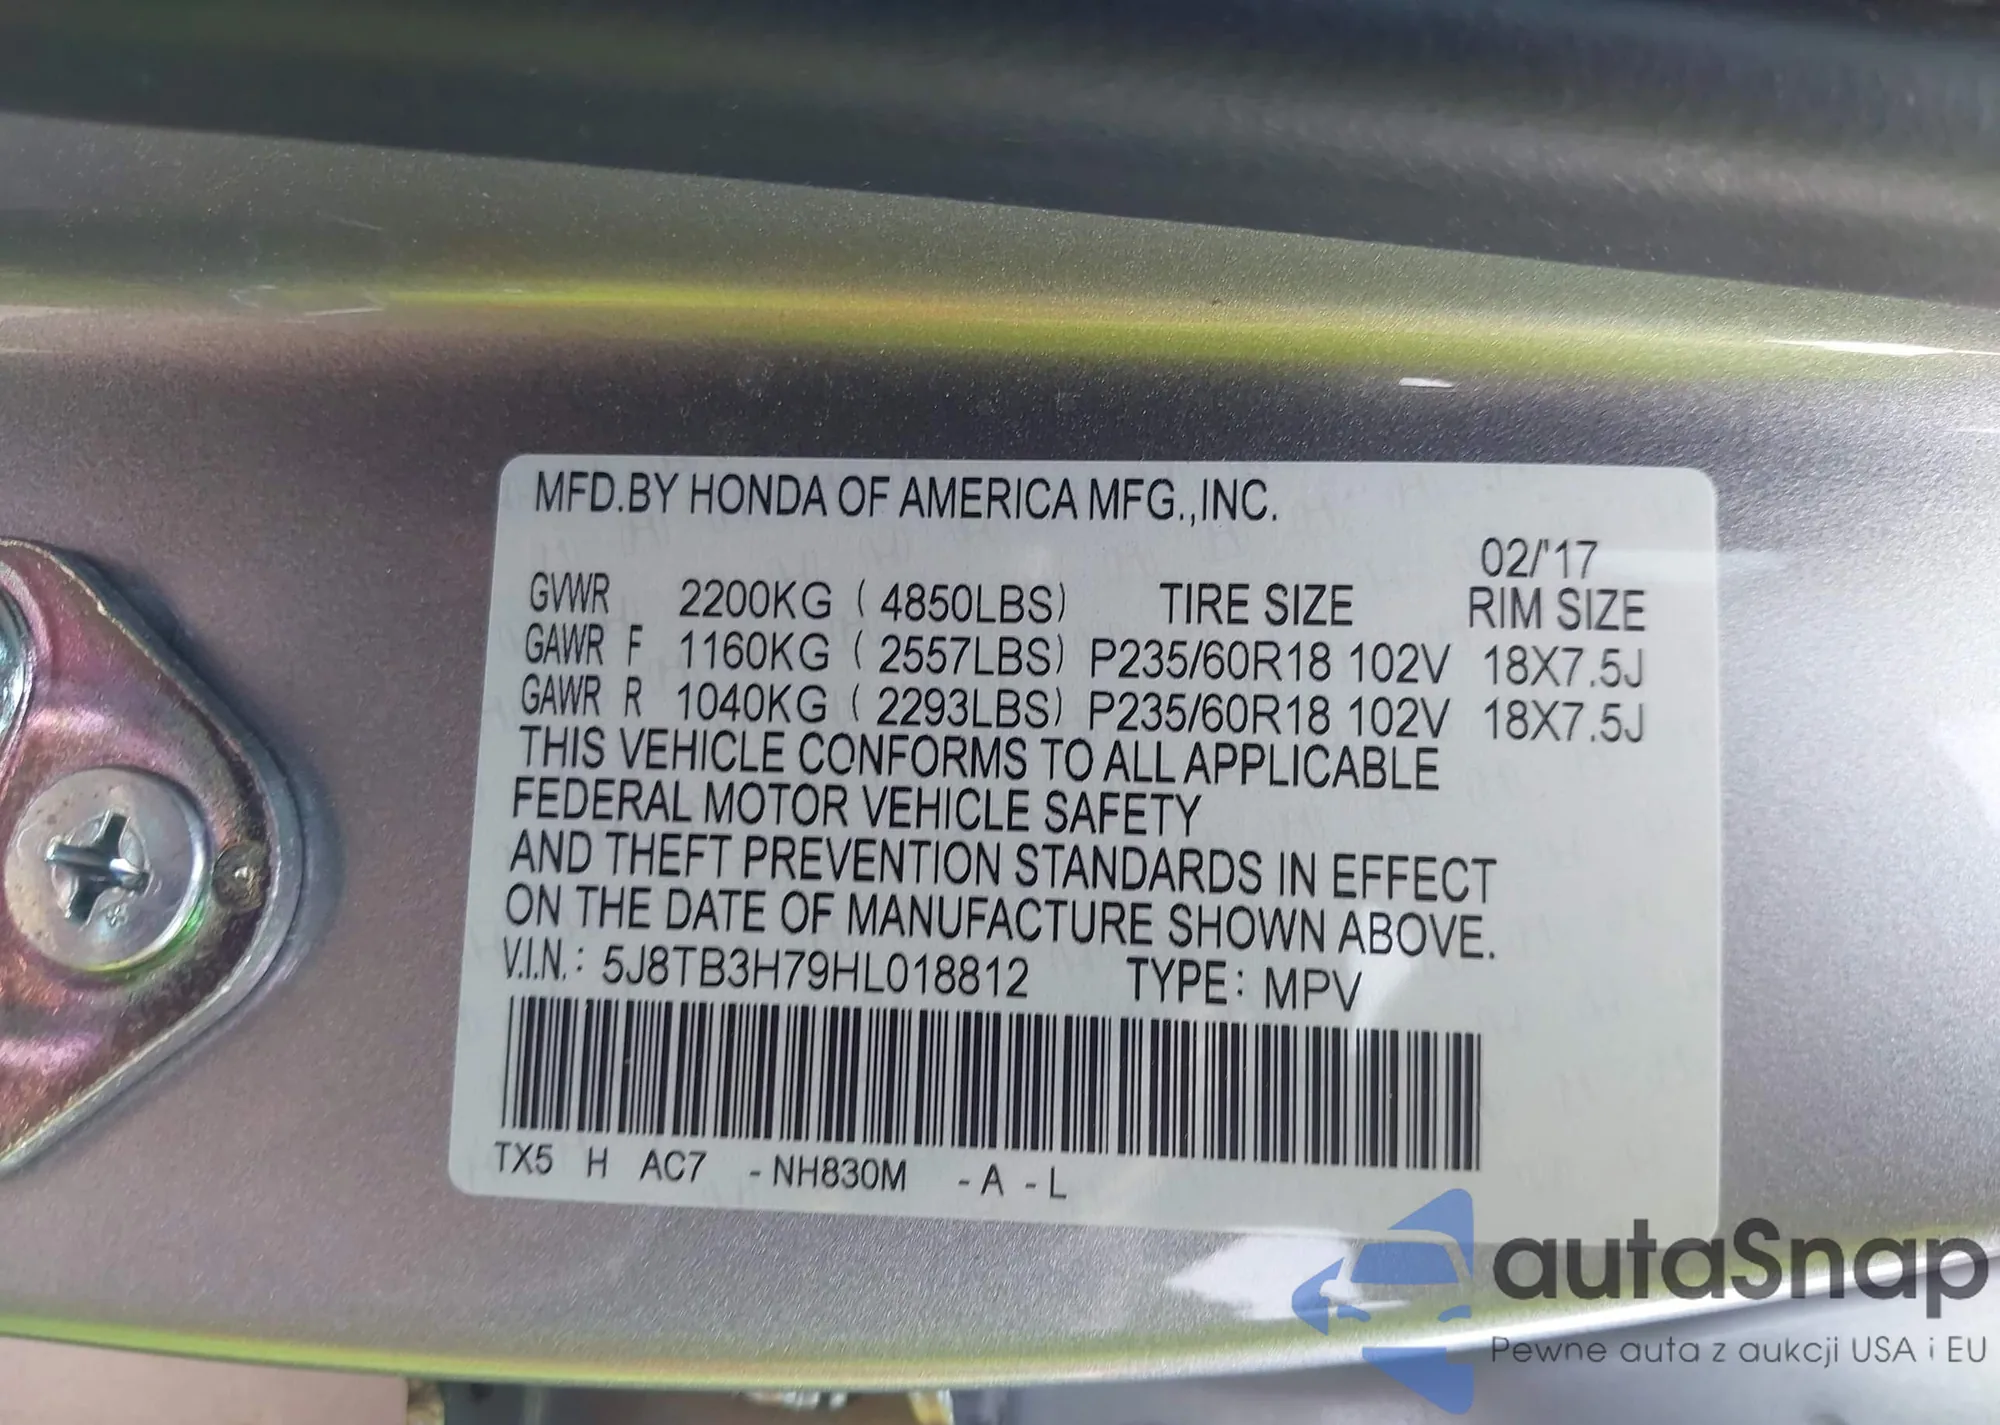 MFD.BY HONDA OF AMERICA MFG.,INC.
02/'17
GVWR 2200KG ( 4850LBS) TIRE SIZE RIM SIZE
GAWR F 1160KG ( 2557LBS) P235/60R18 102V 18X7.5J
GAWR R 1040KG ( 2293LBS) P235/60R18 102V 18X7.5J
THIS VEHICLE CONFORMS TO ALL APPLICABLE
FEDERAL MOTOR VEHICLE SAFETY
AND THEFT PREVENTION STANDARDS IN EFFECT
ON THE DATE OF MANUFACTURE SHOWN ABOVE.
V.I.N.: 5J8TB3H79HL018812 TYPE: MPV
TX5 H AC7 -NH830M -A -L
autaSnap
Pewne auta z aukcji USA i EU